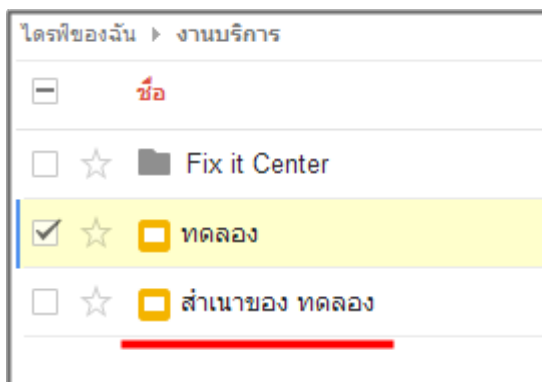 ไดรฟ์ของฉัน ▸ งานบริการ
ชื่อ
Fix it Center
ทดลอง
สำเนาของ ทดลอง